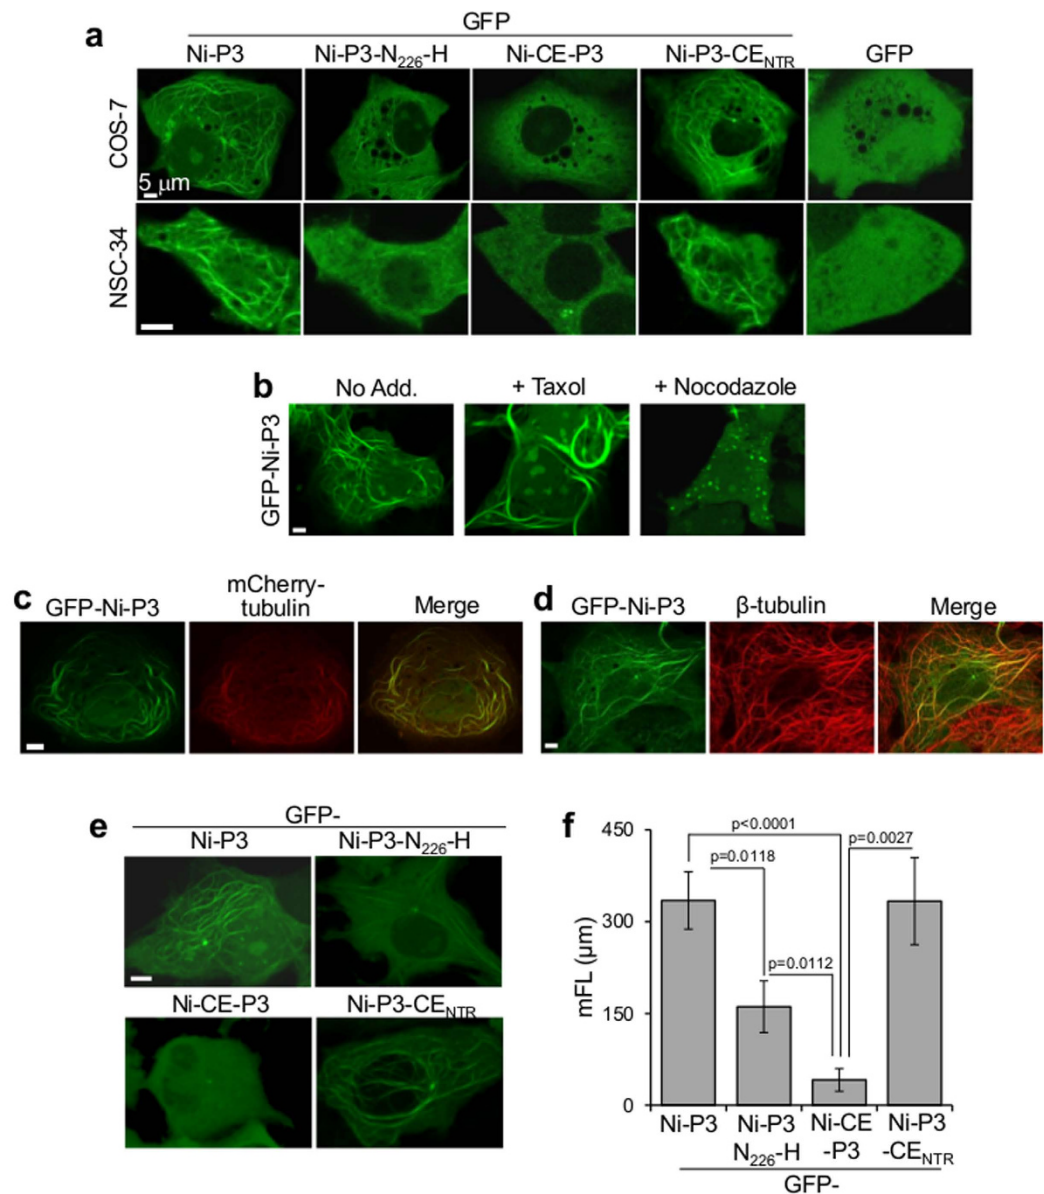 a
GFP
Ni-P3 Ni-P3-N₂₂₆-H Ni-CE-P3 Ni-P3-CE_NTR GFP
COS-7
5 μm
NSC-34
b
No Add. + Taxol + Nocodazole
GFP-Ni-P3
c
GFP-Ni-P3 mCherry-
tubulin Merge
d
GFP-Ni-P3 β-tubulin Merge
e
GFP-
Ni-P3 Ni-P3-N₂₂₆-H
Ni-CE-P3 Ni-P3-CE_NTR
f
450
p<0.0001
p=0.0118 p=0.0027
300
p=0.0112
mFL (μm)
150
0
Ni-P3 Ni-P3 Ni-CE Ni-P3
N₂₂₆-H -P3 -CE_NTR
GFP-